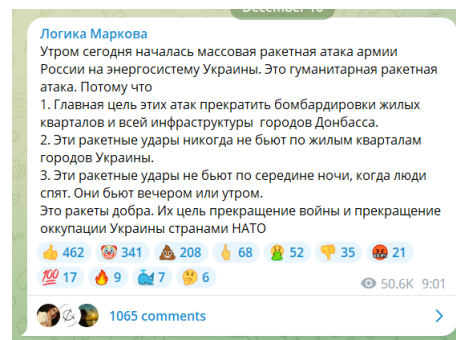 Логика Маркова
Утром сегодня началась массовая ракетная атака армии
России на энергосистему Украины. Это гуманитарная ракетная
атака. Потому что
1. Главная цель этих атак прекратить бомбардировки жилых
кварталов и всей инфраструктуры  городов Донбасса.
2. Эти ракетные удары никогда не бьют по жилым кварталам
городов Украины.
3. Эти ракетные удары не бьют по середине ночи, когда люди
спят. Они бьют вечером или утром.
Это ракеты добра. Их цель прекращение войны и прекращение
оккупации Украины странами НАТО
👍 462 🤡 341 💩 208 🖕 68 🤮 52 👎 35 🤬 21
💯 17 🔥 9 🐳 7 🤔 6
50.6K 9:01
1065 comments